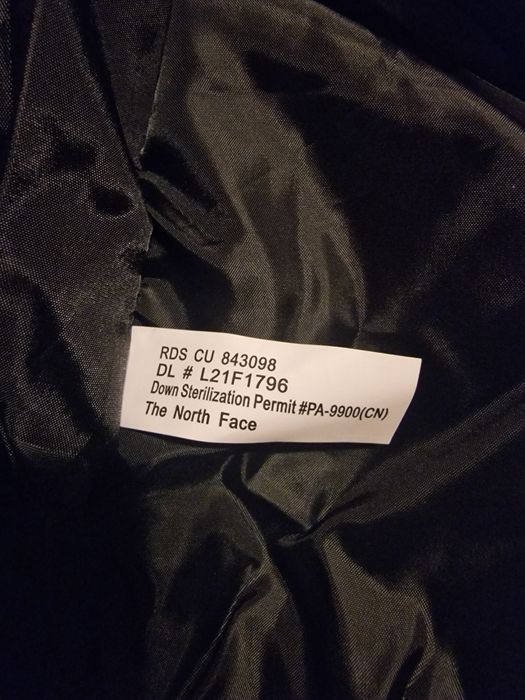 RDS CU 843098
DL # L21F1796
Down Sterilization Permit #PA-9900(CN)
The North Face